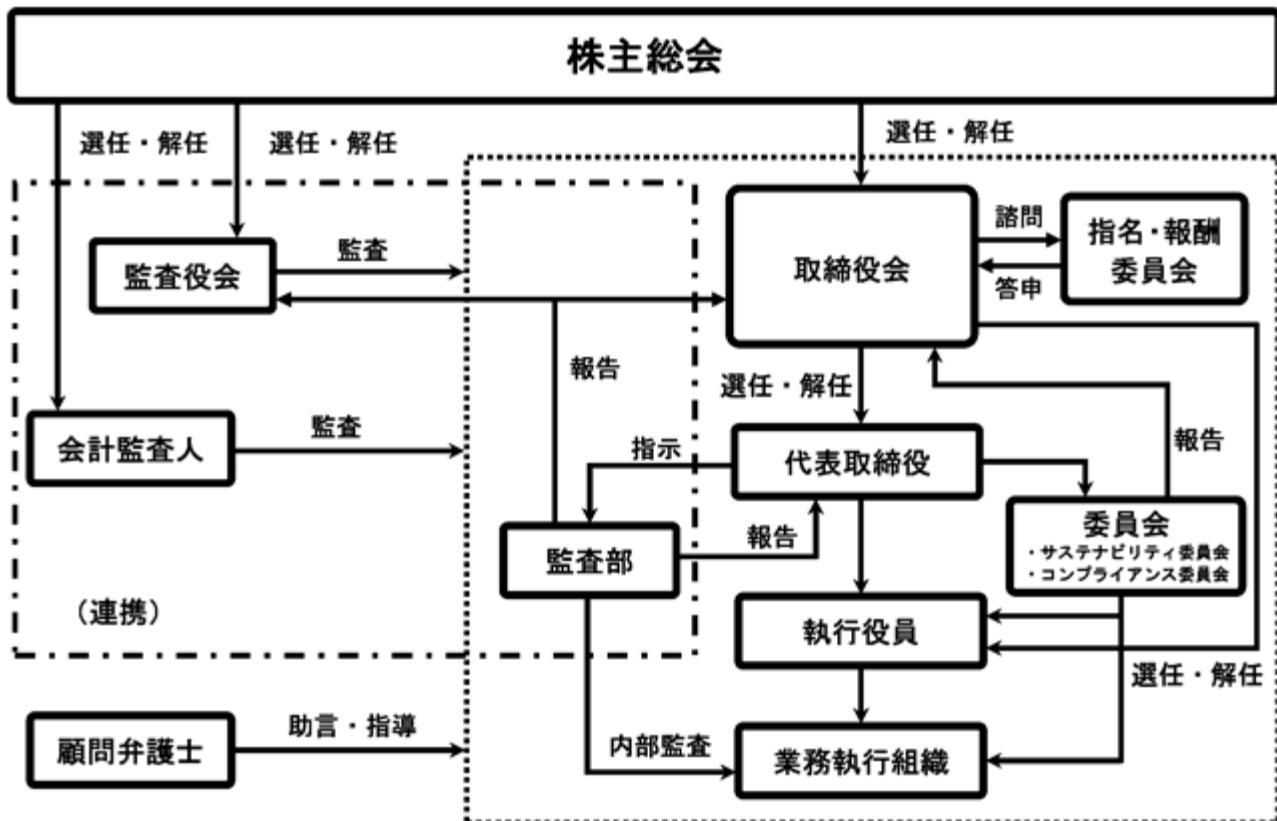 株主総会
選任・解任
選任・解任
選任・解任
監査役会
監査
取締役会
諮問
答申
指名・報酬
委員会
報告
選任・解任
会計監査人
監査
指示
代表取締役
報告
監査部
報告
委員会
・サステナビリティ委員会
・コンプライアンス委員会
（連携）
執行役員
選任・解任
顧問弁護士
助言・指導
内部監査
業務執行組織